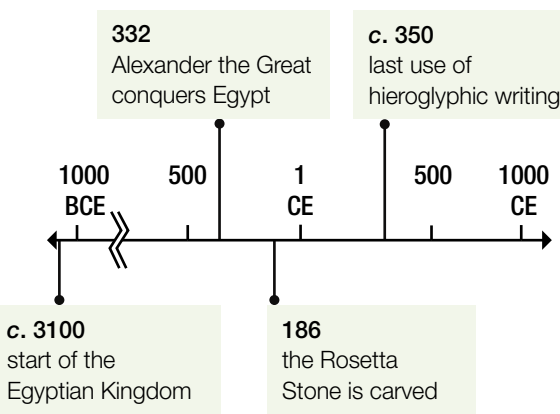 332
Alexander the Great
conquers Egypt
c. 350
last use of
hieroglyphic writing
1000
BCE
500
1
CE
500
1000
CE
c. 3100
start of the
Egyptian Kingdom
186
the Rosetta
Stone is carved